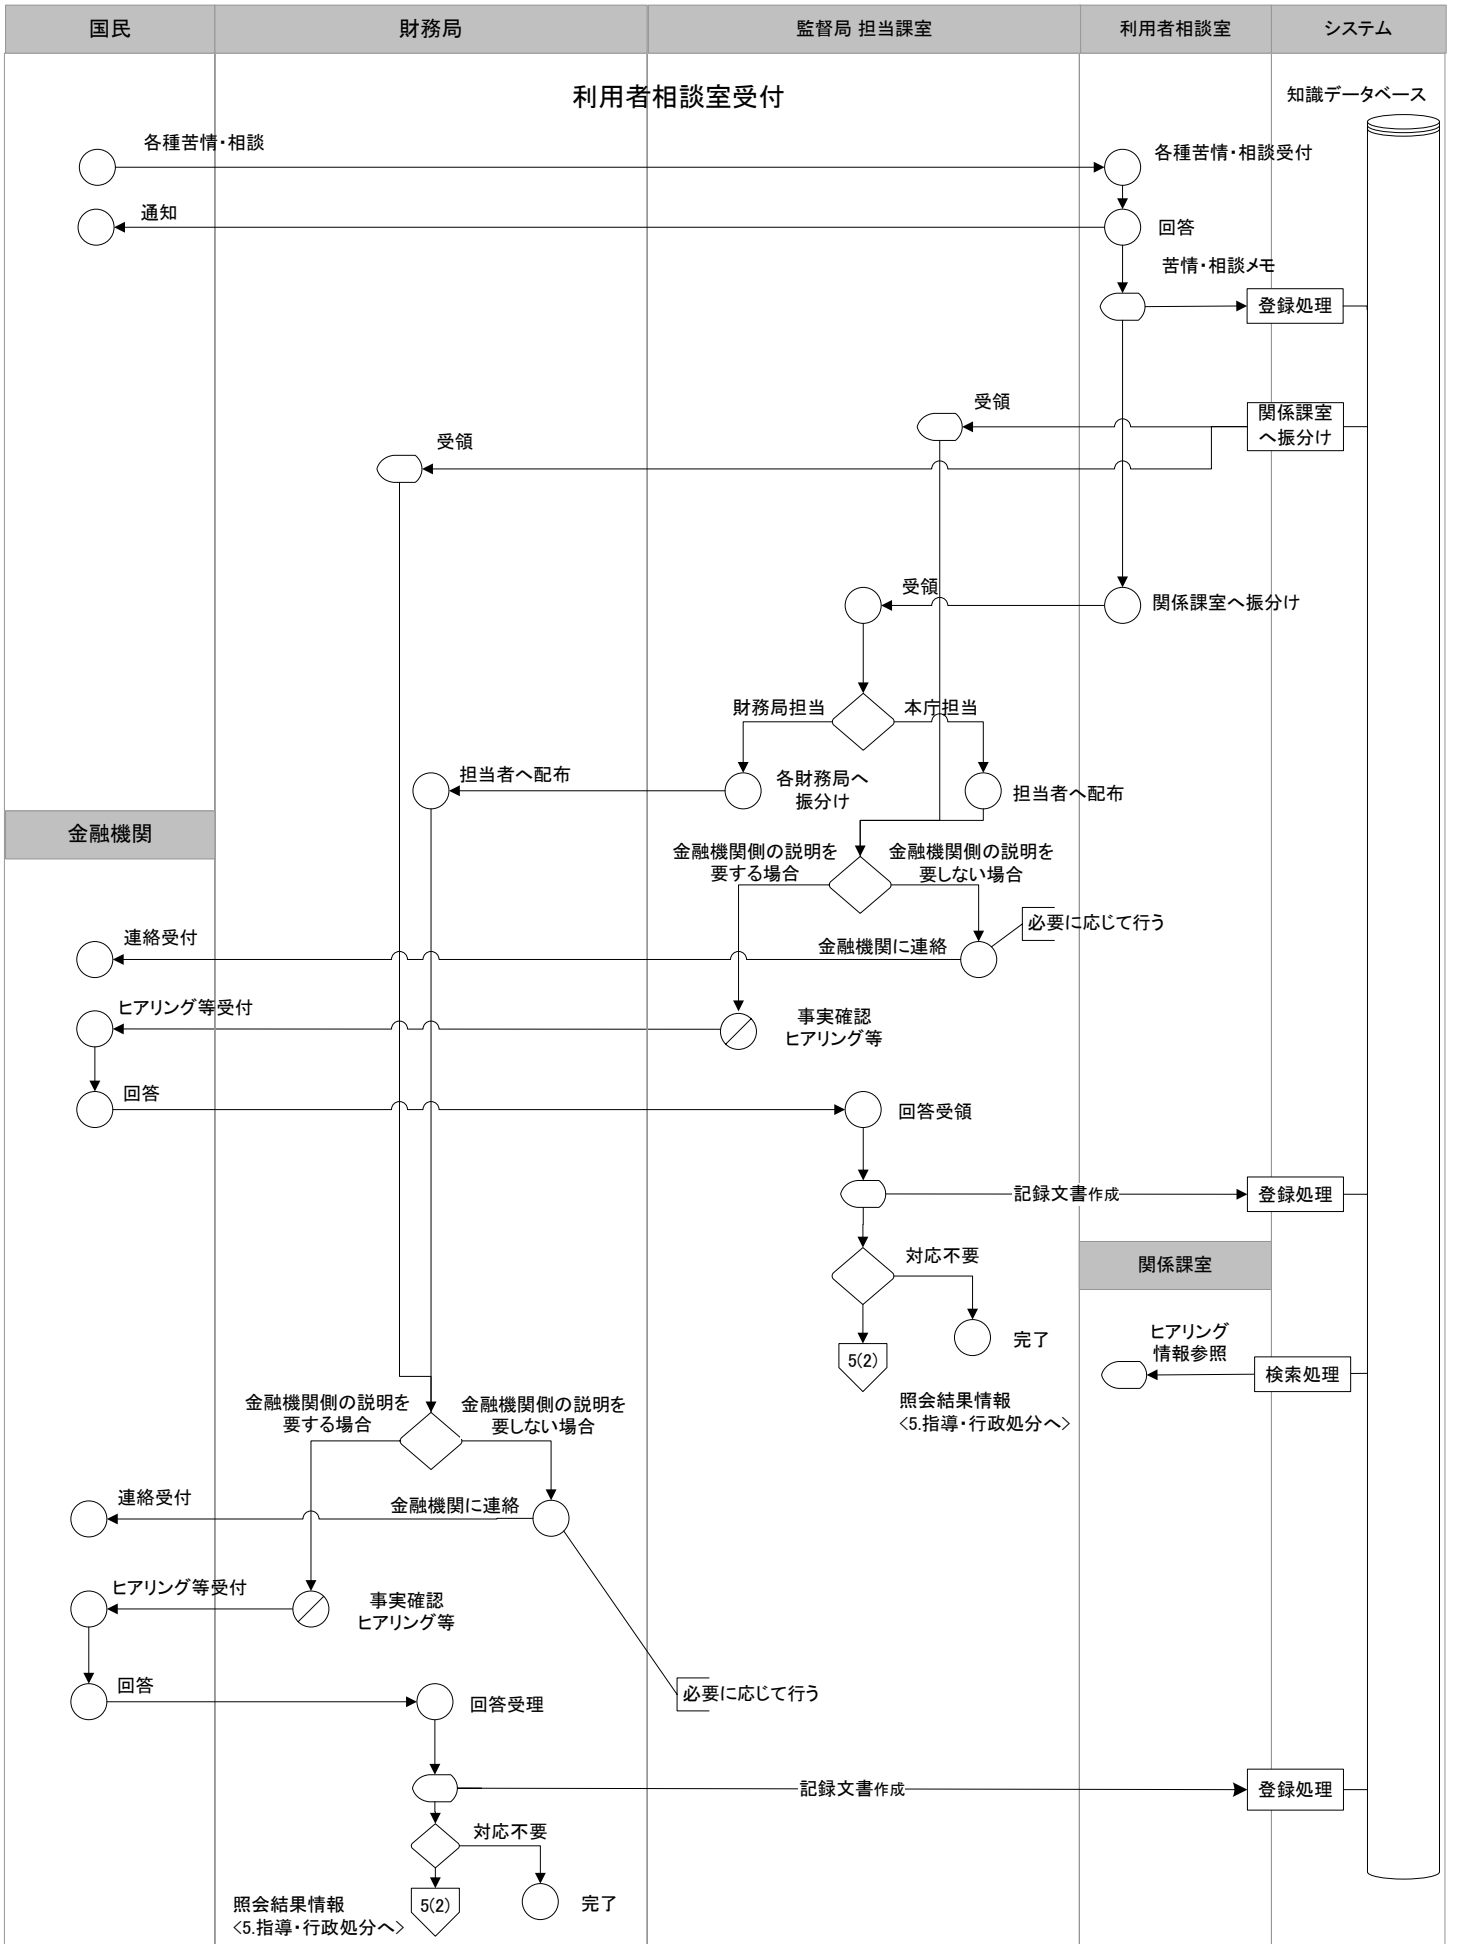 国民
財務局
監督局 担当課室
利用者相談室
システム
利用者相談室受付
知識データベース
各種苦情・相談
各種苦情・相談受付
通知
回答
苦情・相談メモ
登録処理
受領
関係課室
へ振分け
受領
受領
関係課室へ振分け
財務局担当
本庁担当
担当者へ配布
各財務局へ
振分け
担当者へ配布
金融機関
金融機関側の説明を
要する場合
金融機関側の説明を
要しない場合
必要に応じて行う
連絡受付
金融機関に連絡
ヒアリング等受付
事実確認
ヒアリング等
回答
回答受領
記録文書作成
登録処理
対応不要
関係課室
完了
5(2)
ヒアリング
情報参照
検索処理
照会結果情報
<5.指導・行政処分へ>
金融機関側の説明を
要する場合
金融機関側の説明を
要しない場合
連絡受付
金融機関に連絡
ヒアリング等受付
事実確認
ヒアリング等
回答
回答受理
必要に応じて行う
記録文書作成
登録処理
対応不要
照会結果情報
<5.指導・行政処分へ>
5(2)
完了